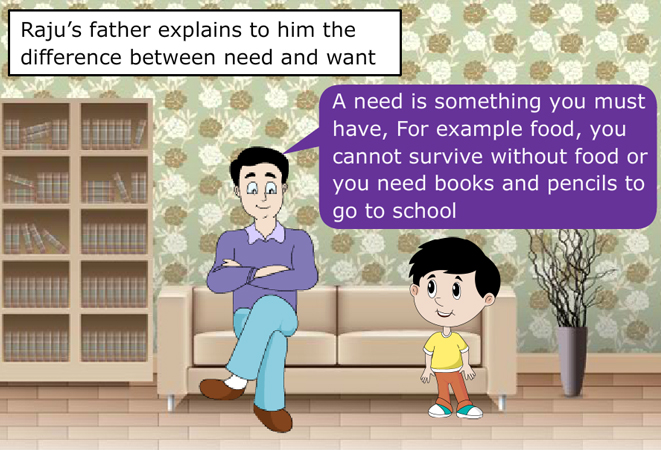 Raju’s father explains to him the
difference between need and want
A need is something you must
have, For example food, you
cannot survive without food or
you need books and pencils to
go to school